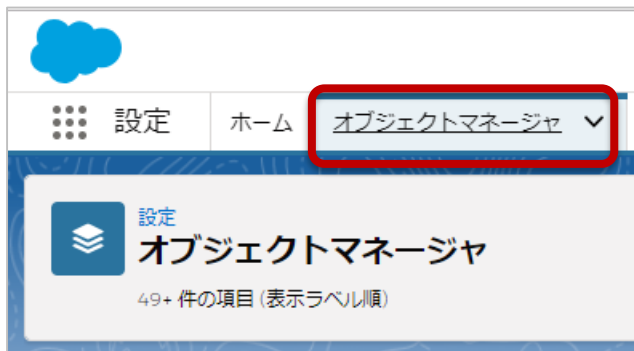 設定 ホーム オブジェクトマネージャ
設定
オブジェクトマネージャ
49+ 件の項目 (表示ラベル順)